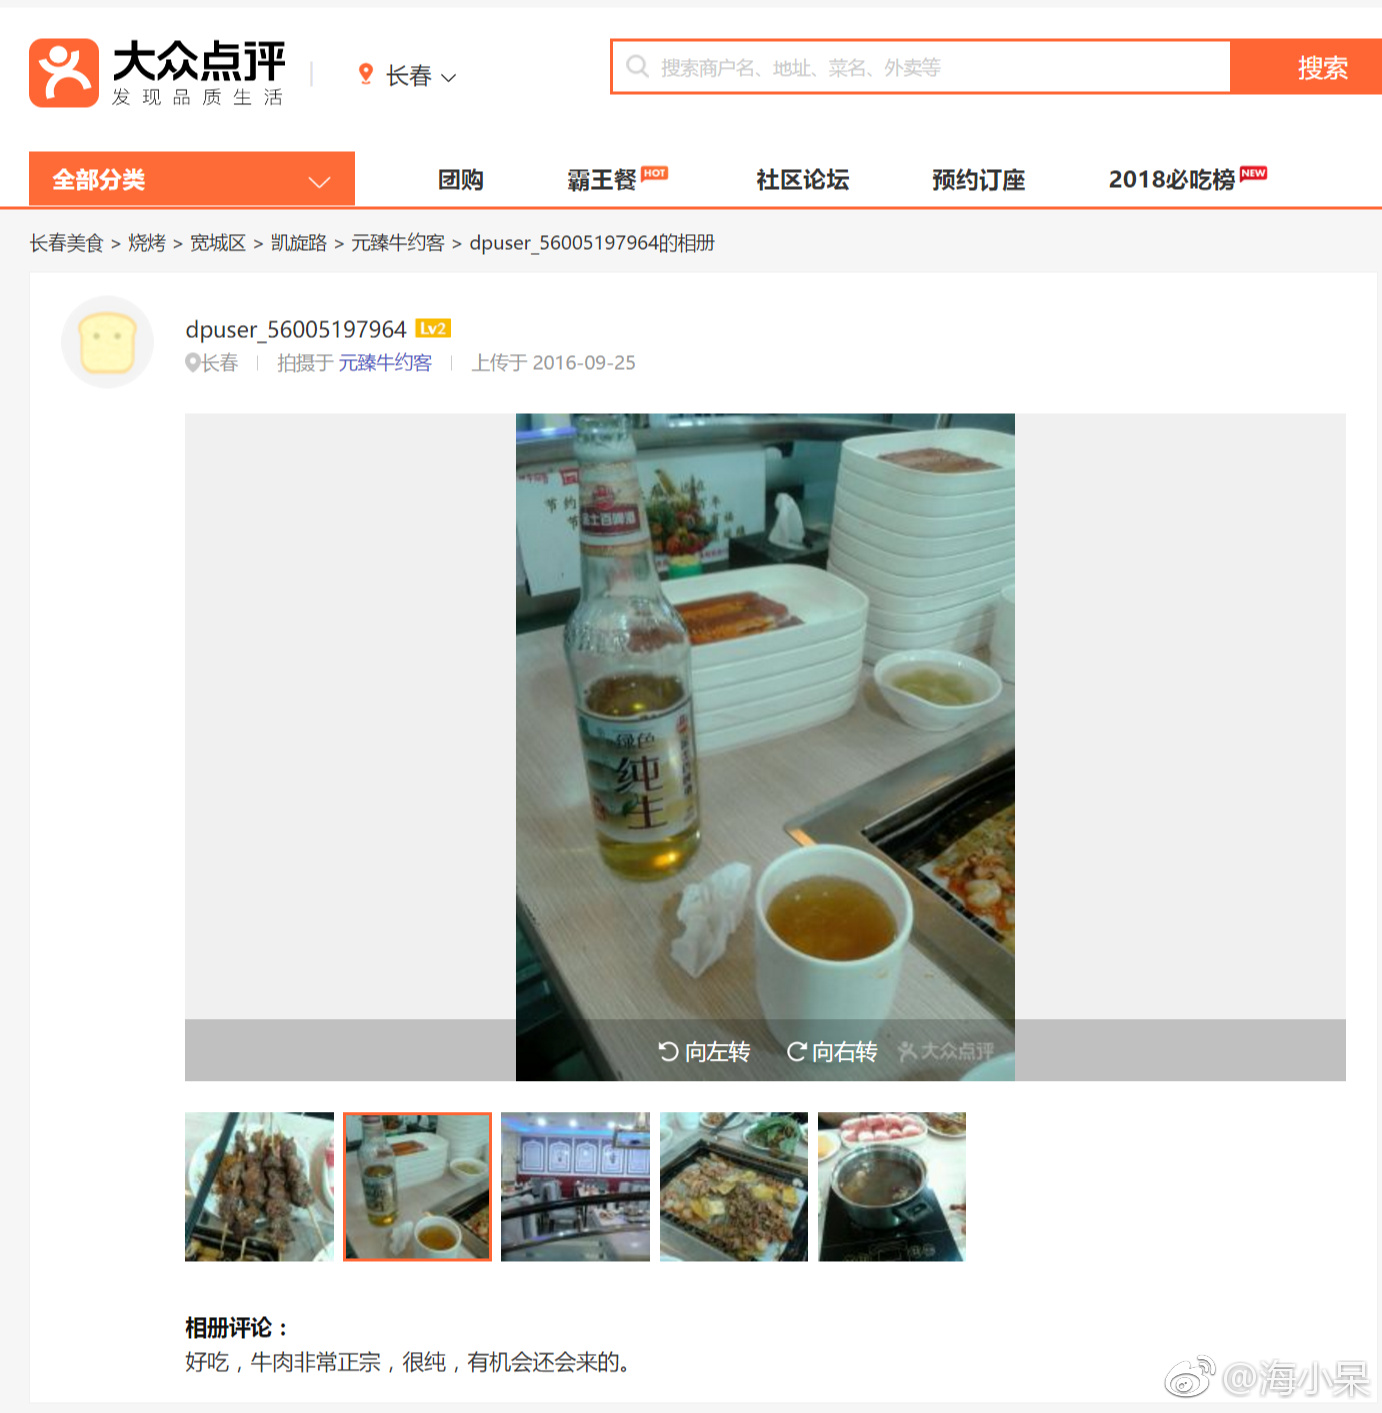 大众点评
发现品质生活
长春
搜索商户名、地址、菜名、外卖等
搜索
全部分类
团购
霸王餐 HOT
社区论坛
预约订座
2018必吃榜 NEW
长春美食 > 烧烤 > 宽城区 > 凯旋路 > 元臻牛约客 > dpuser_56005197964的相册
dpuser_56005197964 Lv2
长春 | 拍摄于 元臻牛约客 | 上传于 2016-09-25
节约
节
士百啤酒
绿色
纯生
向左转 向右转 大众点评
相册评论：
好吃，牛肉非常正宗，很纯，有机会还会来的。
@海小呆